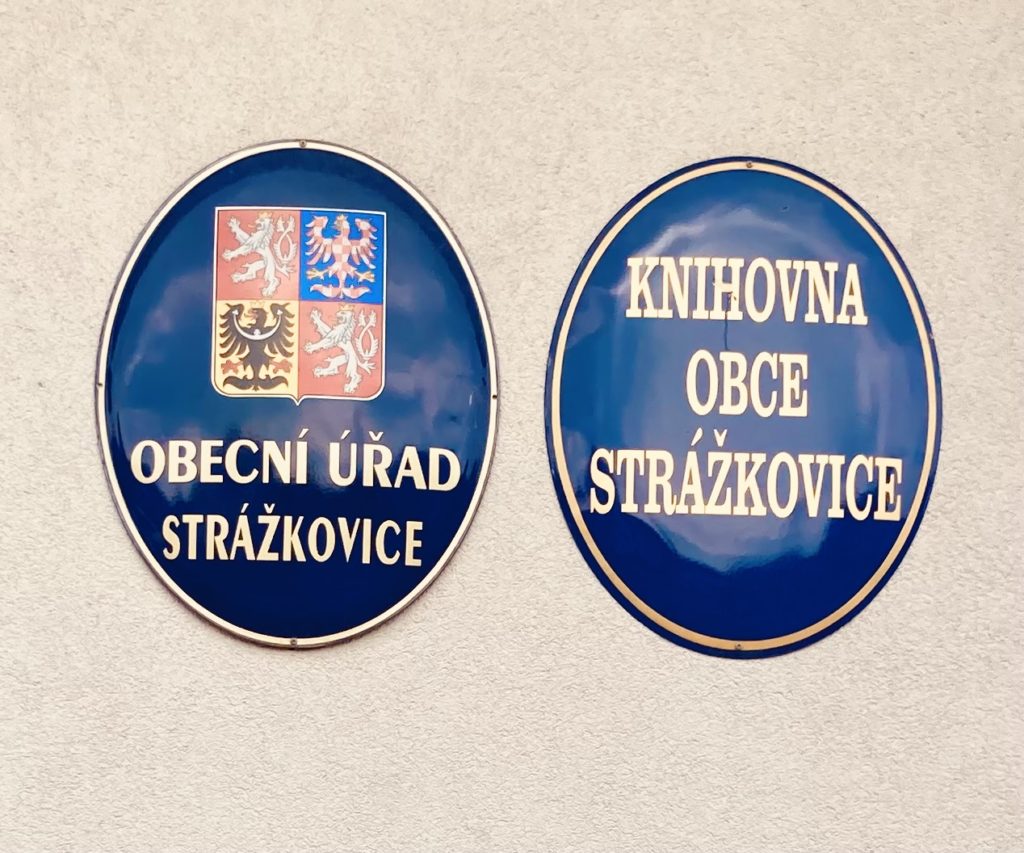 OBECNÍ ÚŘAD
STRÁŽKOVICE
KNIHOVNA
OBCE
STRÁŽKOVICE